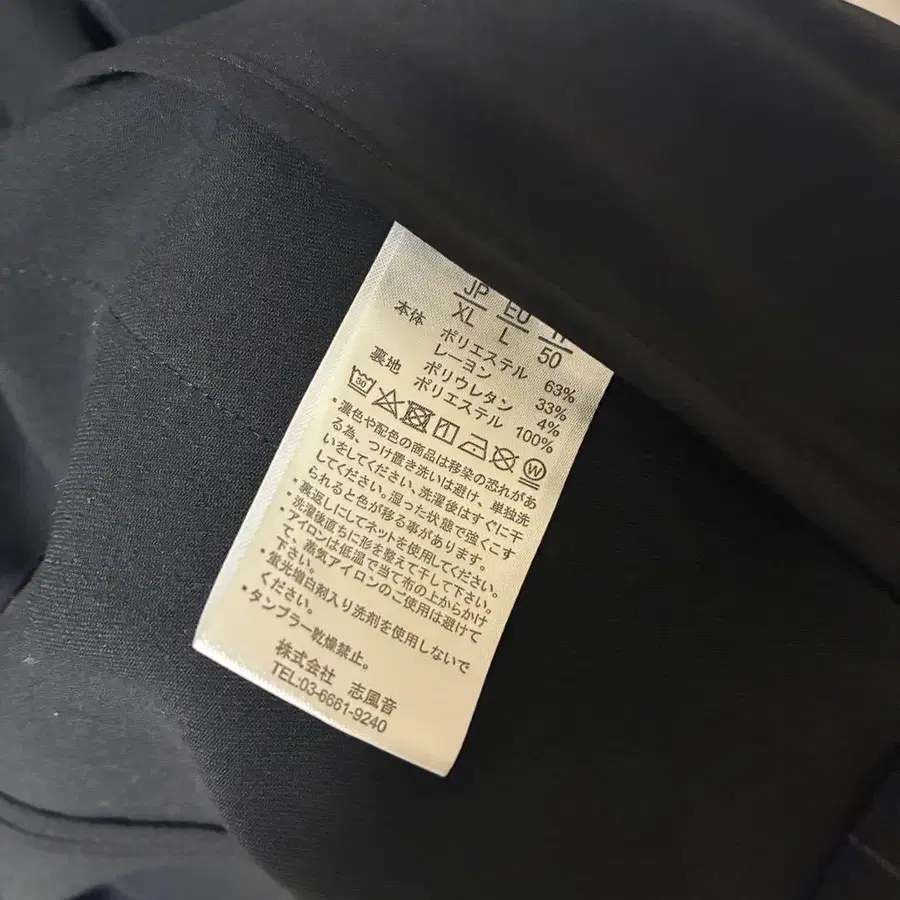 JP EU
XL L 50
本体 ポリエステル 63%
レーヨン 33%
ポリウレタン 4%
裏地 ポリエステル 100%
30 W
・濃色や配色の商品は移染の恐れがあ
る為、つけ置き洗いは避け、単独洗
いをしてください、洗濯後はすぐに干
してください。湿った状態で強くこす
られると色が移る事があります。
・裏返しにしてネットを使用してください。
・洗濯後直ちに形を整えて干して下さい。
・アイロンは低温で当て布の上からかけ
て、蒸気アイロンのご使用は避けて
下さい。
・蛍光増白剤入り洗剤を使用しないで
ください。
・タンブラー乾燥禁止。
株式会社 志風音
TEL:03-6661-9240